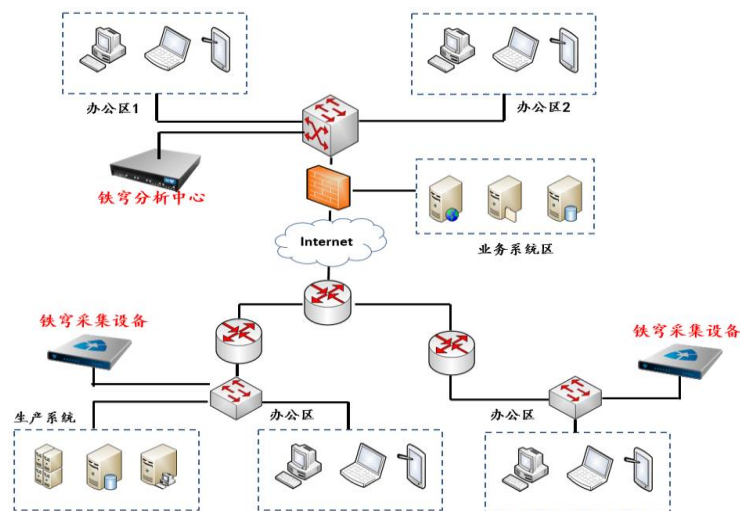 办公区1
办公区2
铁穹分析中心
Internet
业务系统区
铁穹采集设备
铁穹采集设备
生产系统
办公区
办公区